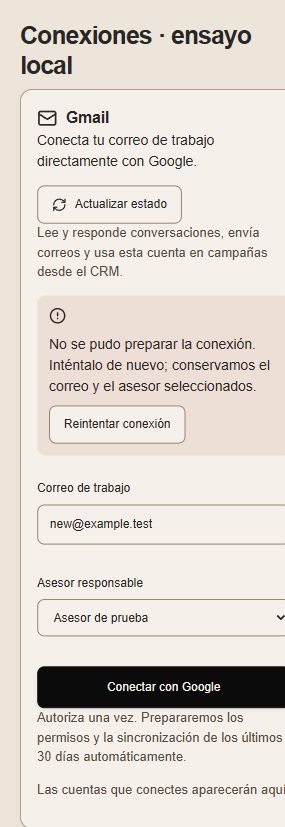 Conexiones · ensayo
local
Gmail
Conecta tu correo de trabajo
directamente con Google.
Actualizar estado
Lee y responde conversaciones, envía
correos y usa esta cuenta en campañas
desde el CRM.
No se pudo preparar la conexión.
Inténtalo de nuevo; conservamos el
correo y el asesor seleccionados.
Reintentar conexión
Correo de trabajo
new@example.test
Asesor responsable
Asesor de prueba
Conectar con Google
Autoriza una vez. Prepararemos los
permisos y la sincronización de los últimos
30 días automáticamente.
Las cuentas que conectes aparecerán aquí